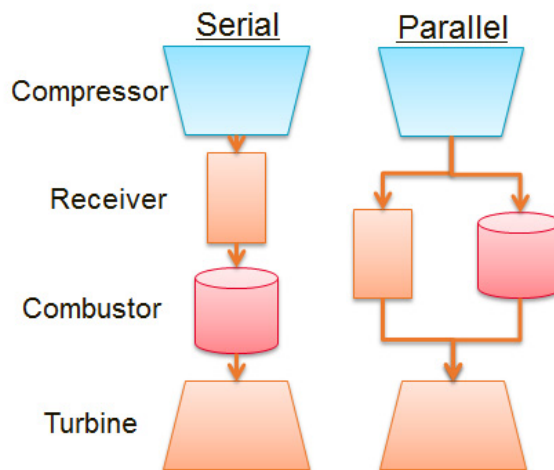 Serial
Parallel
Compressor
Receiver
Combustor
Turbine